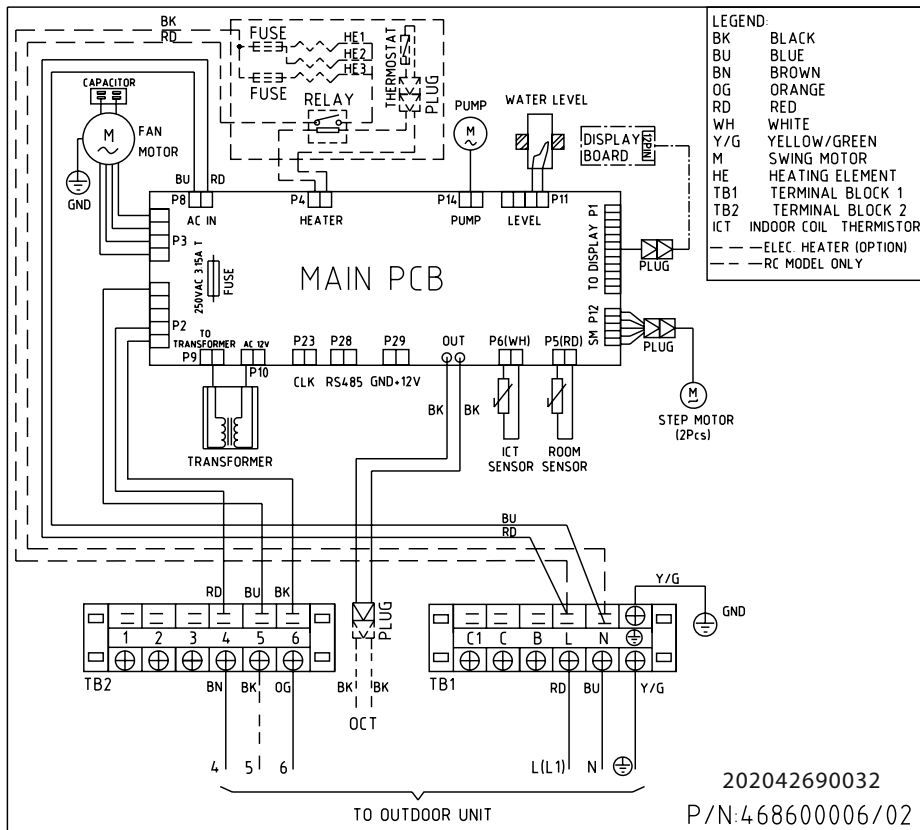 BK
RD
FUSE
HE1
HE2
HE3
FUSE
THERMOSTAT
PLUG
RELAY
CAPACITOR
M
FAN
MOTOR
GND
PUMP
M
WATER LEVEL
DISPLAY
BOARD
12PIN
LEGEND:
BK BLACK
BU BLUE
BN BROWN
OG ORANGE
RD RED
WH WHITE
Y/G YELLOW/GREEN
M SWING MOTOR
HE HEATING ELEMENT
TB1 TERMINAL BLOCK 1
TB2 TERMINAL BLOCK 2
ICT INDOOR COIL THERMISTOR
ELEC. HEATER (OPTION)
RC MODEL ONLY
BU RD
P8 P4 P14 P11
AC IN HEATER PUMP LEVEL
P3
250VAC 3.15A T
FUSE
MAIN PCB
TO DISPLAY P1
PLUG
P2
SM P12
PLUG
TO
TRANSFORMER
P9
AC 12V
P10
P23 P28 P29 OUT P6(WH) P5(RD)
CLK RS485 GND+12V
BK BK
M
STEP MOTOR
(2Pcs)
TRANSFORMER
ICT
SENSOR
ROOM
SENSOR
BU
RD
RD BU BK
Y/G
GND
1 2 3 4 5 6
PLUG
C1 C B L N
TB2
BN BK OG
BK BK
OCT
TB1
RD BU Y/G
4 5 6
L(L1) N
TO OUTDOOR UNIT
202042690032
P/N:468600006/02